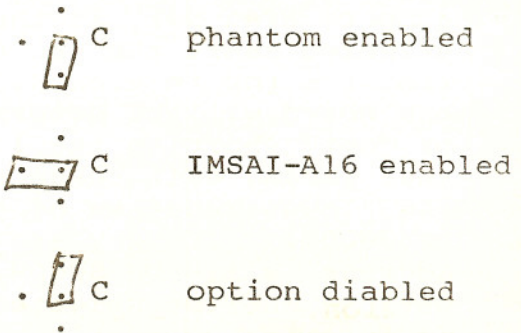 C phantom enabled
C IMSAI-A16 enabled
C option diabled